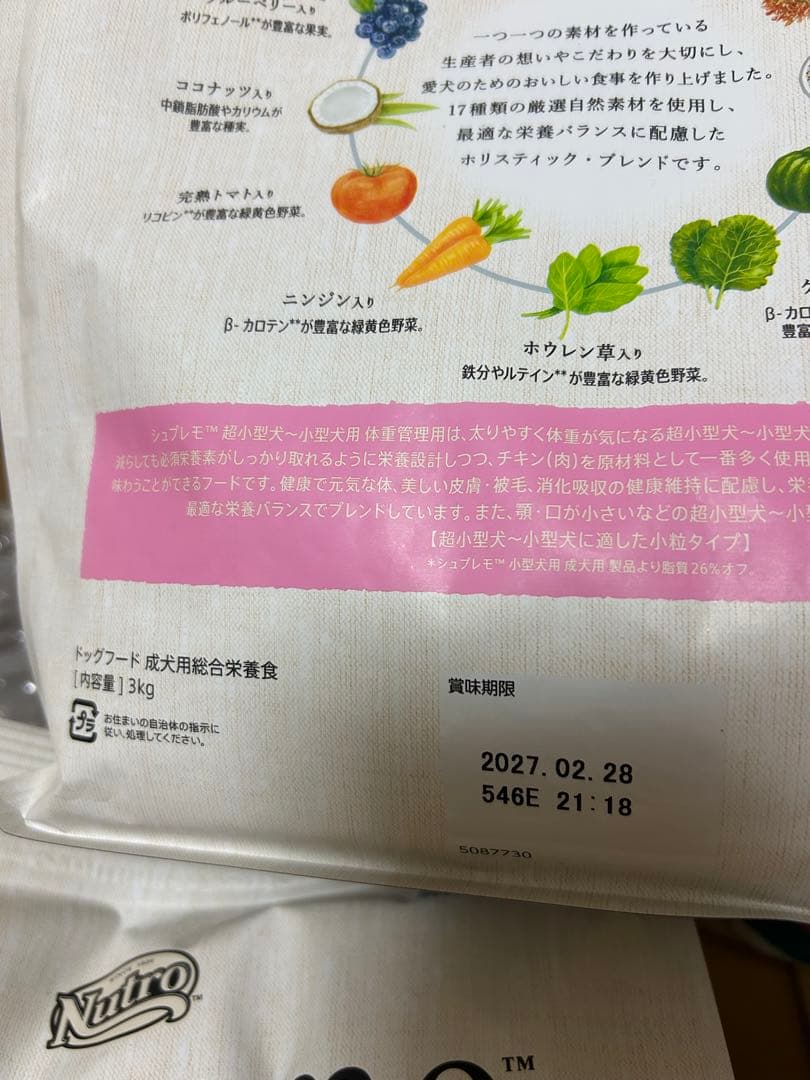 ブルーベリー入り
ポリフェノール**が豊富な果実。
ココナッツ入り
中鎖脂肪酸やカリウムが
豊富な種実。
完熟トマト入り
リコピン**が豊富な緑黄色野菜。
ニンジン入り
β-カロテン**が豊富な緑黄色野菜。
ホウレン草入り
鉄分やルテイン**が豊富な緑黄色野菜。
β-カロ
豊富
一つ一つの素材を作っている
生産者の想いやこだわりを大切にし、
愛犬のためのおいしい食事を作り上げました。
17種類の厳選自然素材を使用し、
最適な栄養バランスに配慮した
ホリスティック・ブレンドです。
シュプレモ™ 超小型犬～小型犬用 体重管理用は、太りやすく体重が気になる超小型犬～小型犬
減らしても必須栄養素がしっかり取れるように栄養設計しつつ、チキン(肉)を原材料として一番多く使用
味わうことができるフードです。健康で元気な体、美しい皮膚・被毛、消化吸収の健康維持に配慮し、栄
最適な栄養バランスでブレンドしています。また、顎・口が小さいなどの超小型犬～小
【超小型犬～小型犬に適した小粒タイプ】
*シュプレモ™ 小型犬用 成犬用 製品より脂質26%オフ。
ドッグフード 成犬用総合栄養食
[内容量] 3kg
プラ
お住まいの自治体の指示に
従い、処理してください。
賞味期限
2027.02.28
546E 21:18
5087730
Nutro™
™